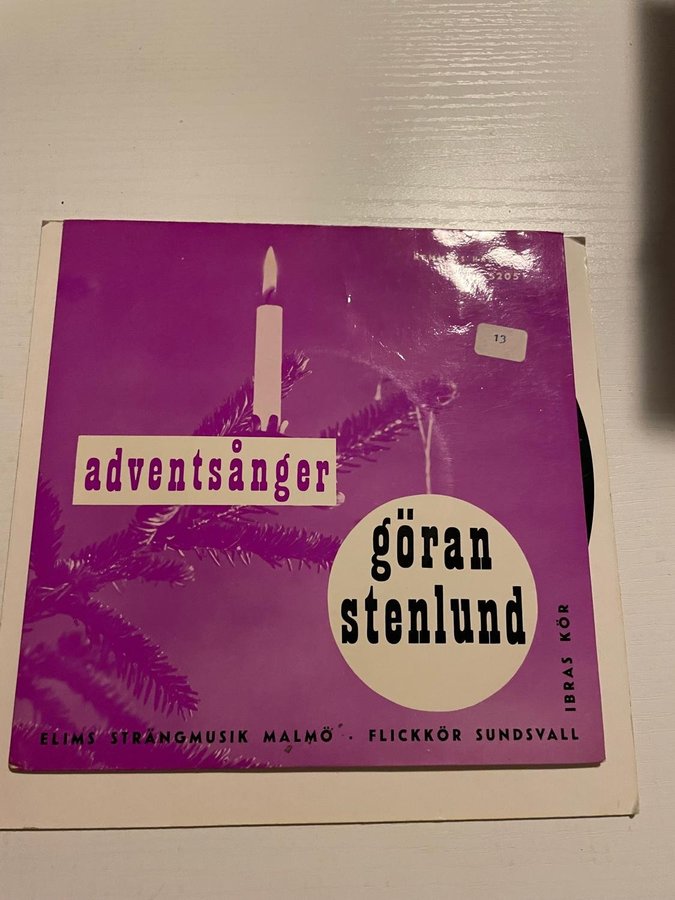 5205
13
adventsånger
göran
stenlund
IBRAS KÖR
ELIMS STRÄNGMUSIK MALMÖ · FLICKKÖR SUNDSVALL